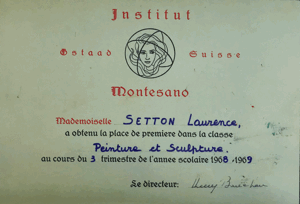 Institut
Gstaad Suisse
Montesano
Mademoiselle SETTON Laurence,
a obtenu la place de premiere dans la classe
Peinture et Sculpture
au cours du 3 trimestre de l'annee scolaire 1968-1969
Le directeur: